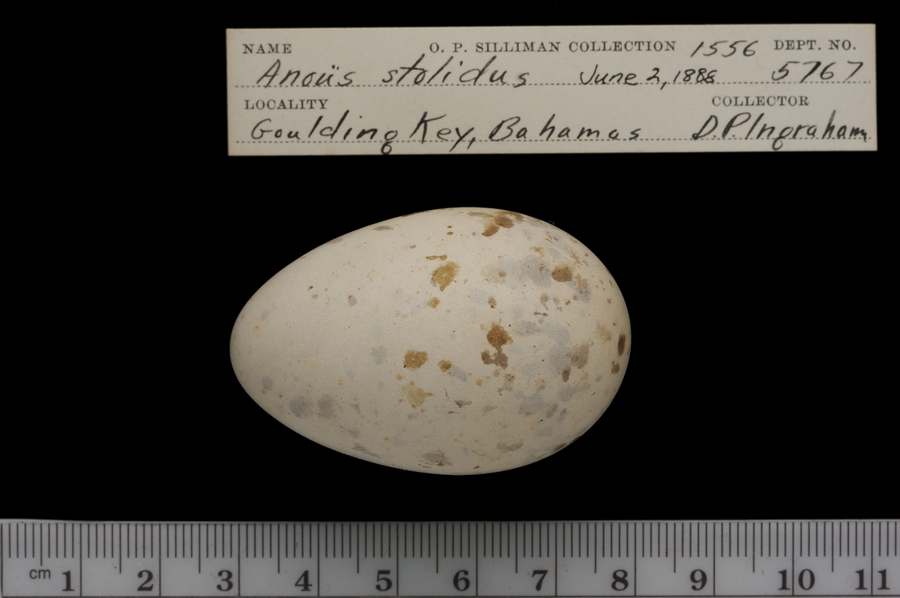 NAME O. P. SILLIMAN COLLECTION 1556 DEPT. NO.
Anoüs stolidus June 2, 1888 5767
LOCALITY COLLECTOR
Goulding Key, Bahamas D.P. Ingraham
cm 1 2 3 4 5 6 7 8 9 10 11